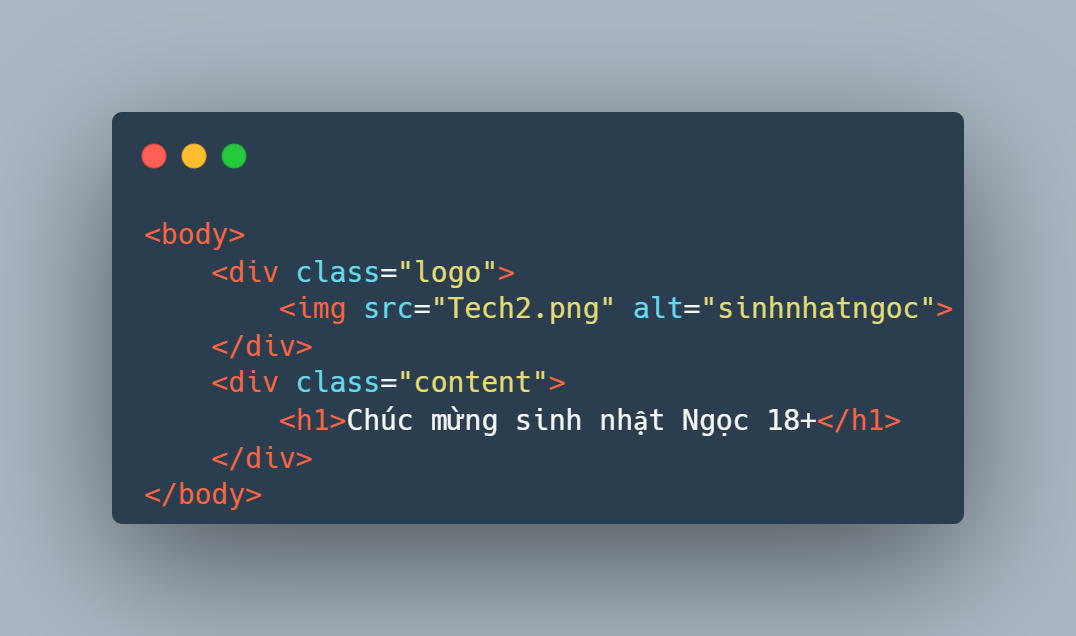 <body>
<div class="logo">
<img src="Tech2.png" alt="sinhnhatngoc">
</div>
<div class="content">
<h1>Chúc mừng sinh nhật Ngọc 18+</h1>
</div>
</body>